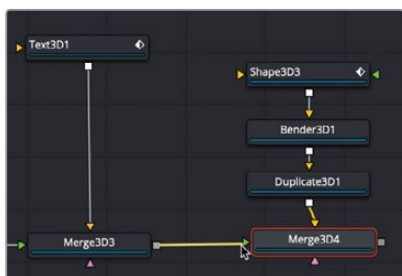 Text3D1
Shape3D3
Bender3D1
Duplicate3D1
Merge3D3
Merge3D4